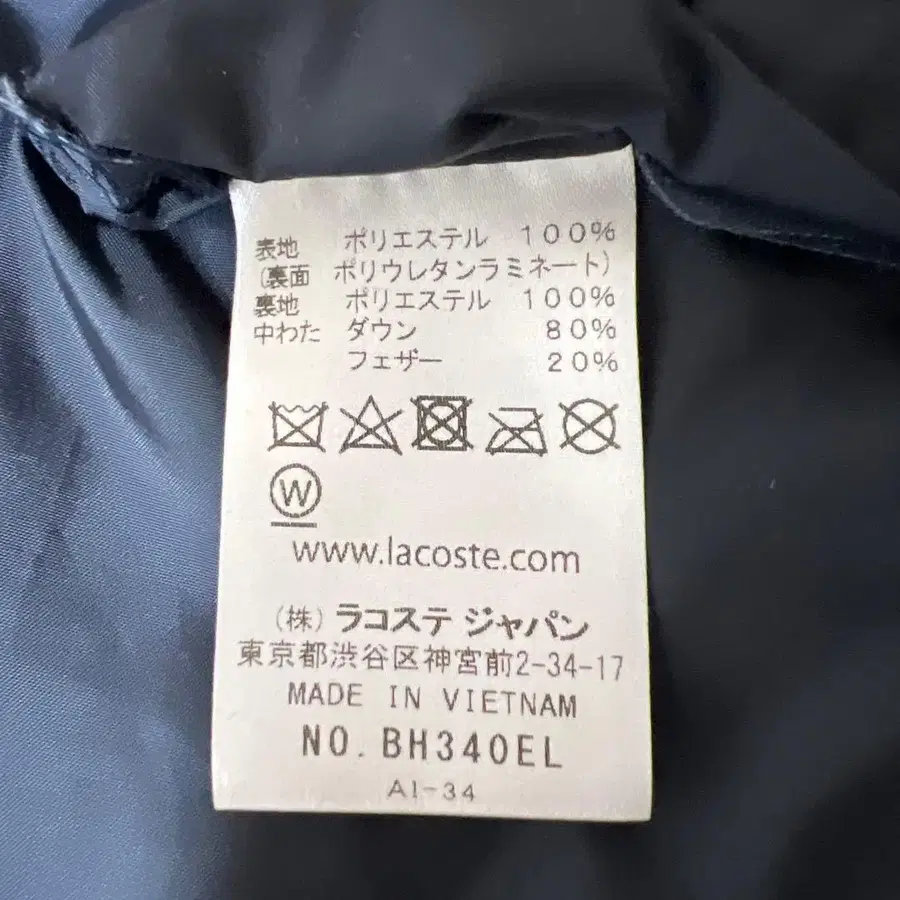 表地 ポリエステル 100%
(裏面 ポリウレタンラミネート)
裏地 ポリエステル 100%
中わた ダウン 80%
フェザー 20%
W
www.lacoste.com
(株) ラコステ ジャパン
東京都渋谷区神宮前2-34-17
MADE IN VIETNAM
NO. BH340EL
A1-34